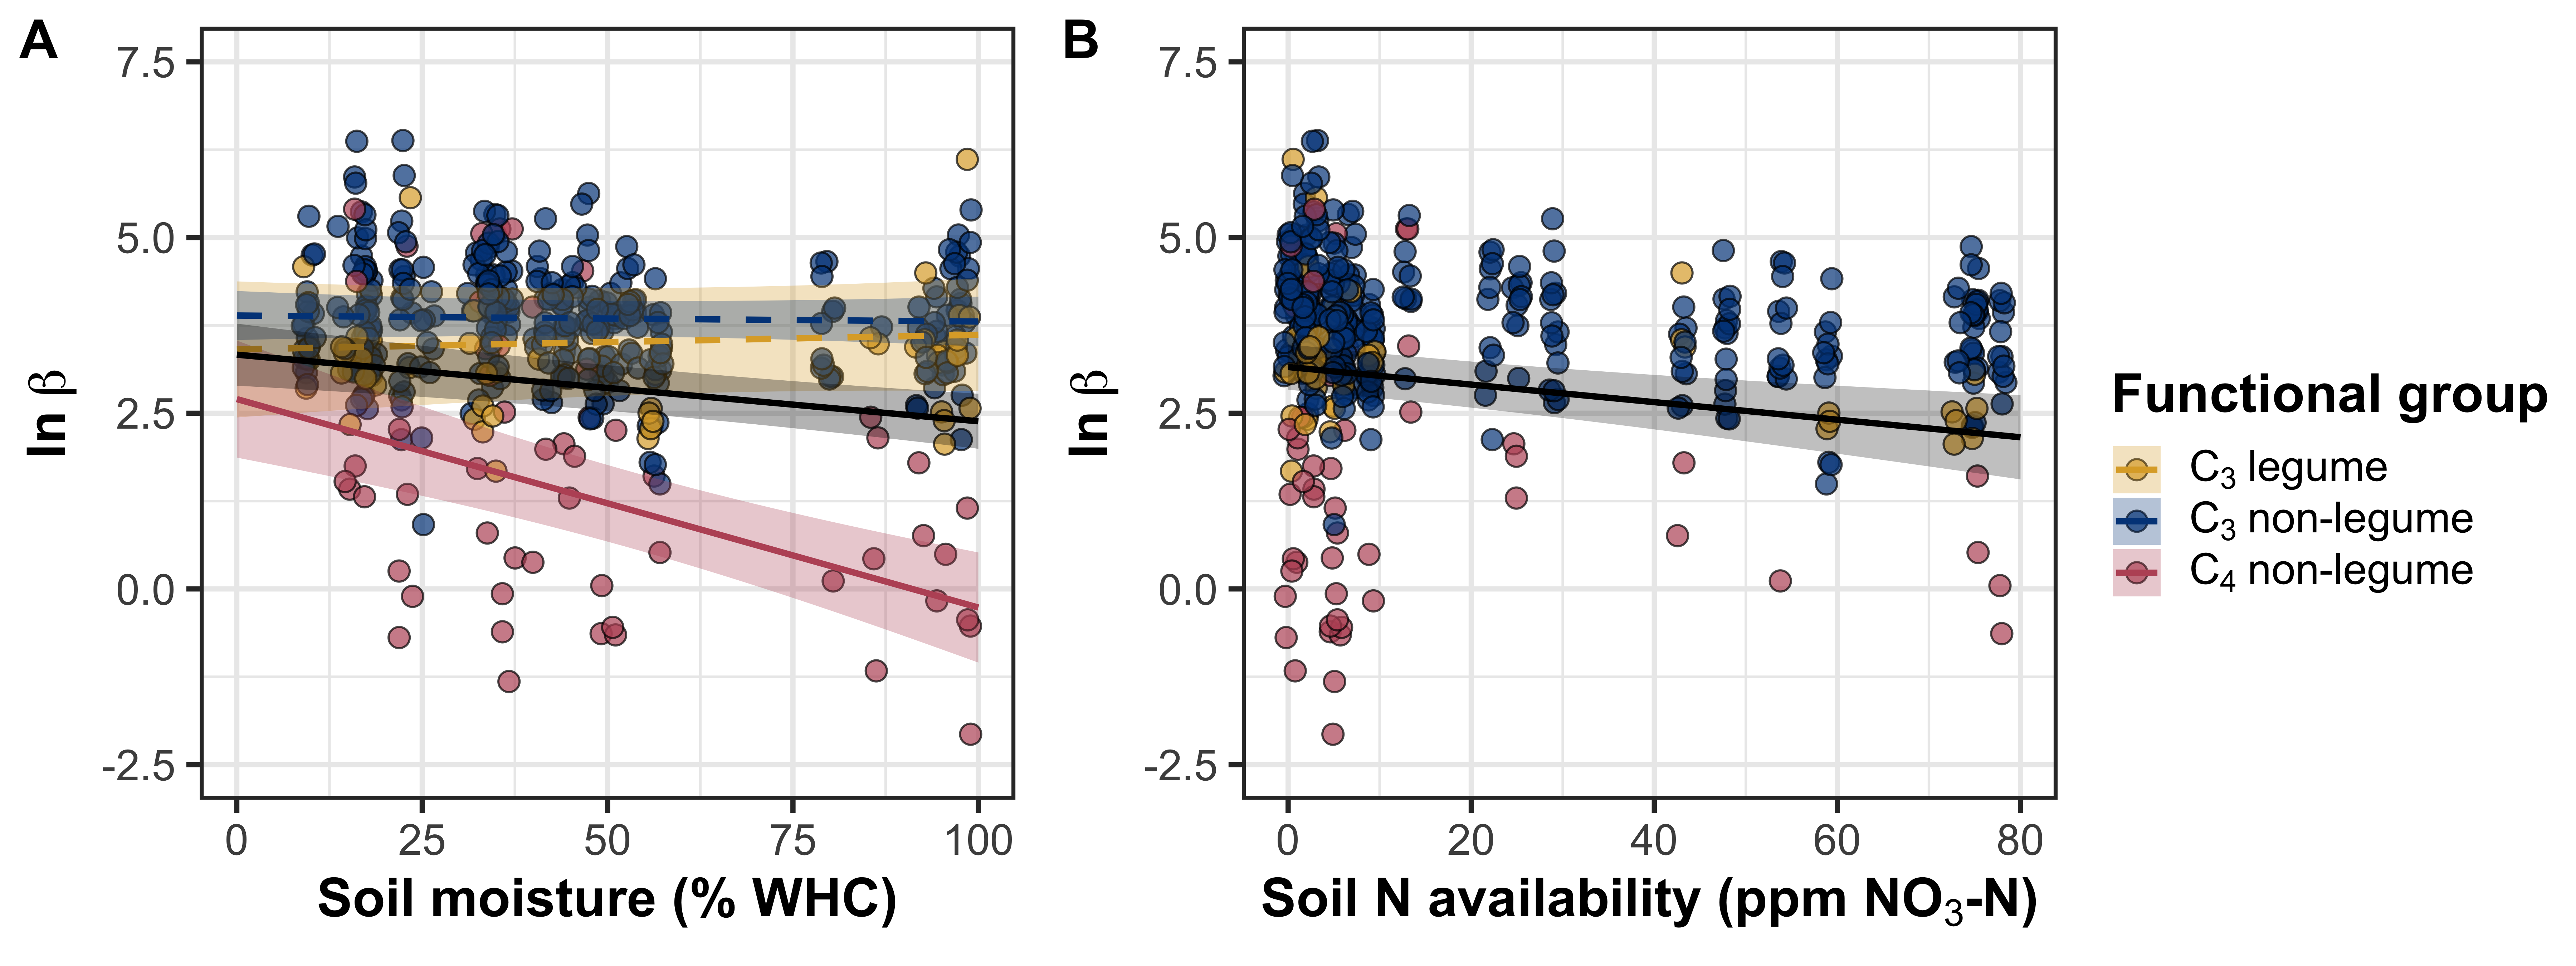 A
7.5
5.0
2.5
0.0
-2.5
ln β
0 25 50 75 100
Soil moisture (% WHC)
B
7.5
5.0
2.5
0.0
-2.5
ln β
0 20 40 60 80
Soil N availability (ppm NO₃-N)
Functional group
C₃ legume
C₃ non-legume
C₄ non-legume